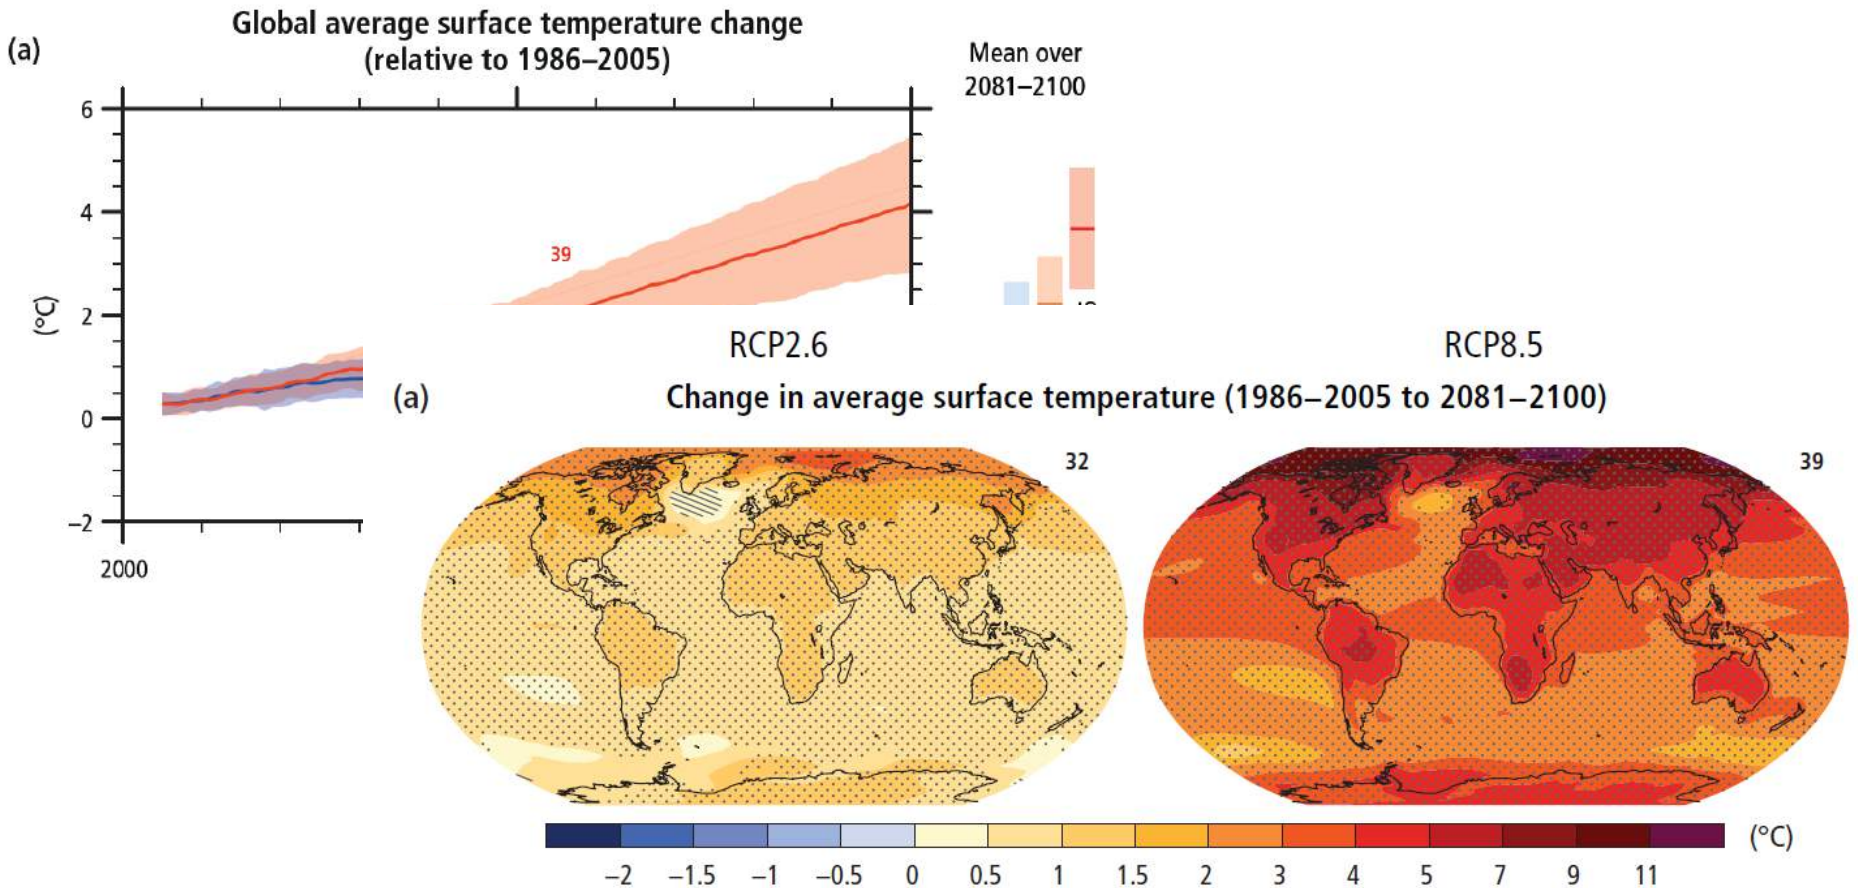 (a)
Global average surface temperature change
(relative to 1986–2005)
Mean over
2081–2100
6
4
2
0
–2
(°C)
39
2000
RCP2.6
RCP8.5
(a)
Change in average surface temperature (1986–2005 to 2081–2100)
32
39
–2 –1.5 –1 –0.5 0 0.5 1 1.5 2 3 4 5 7 9 11
(°C)